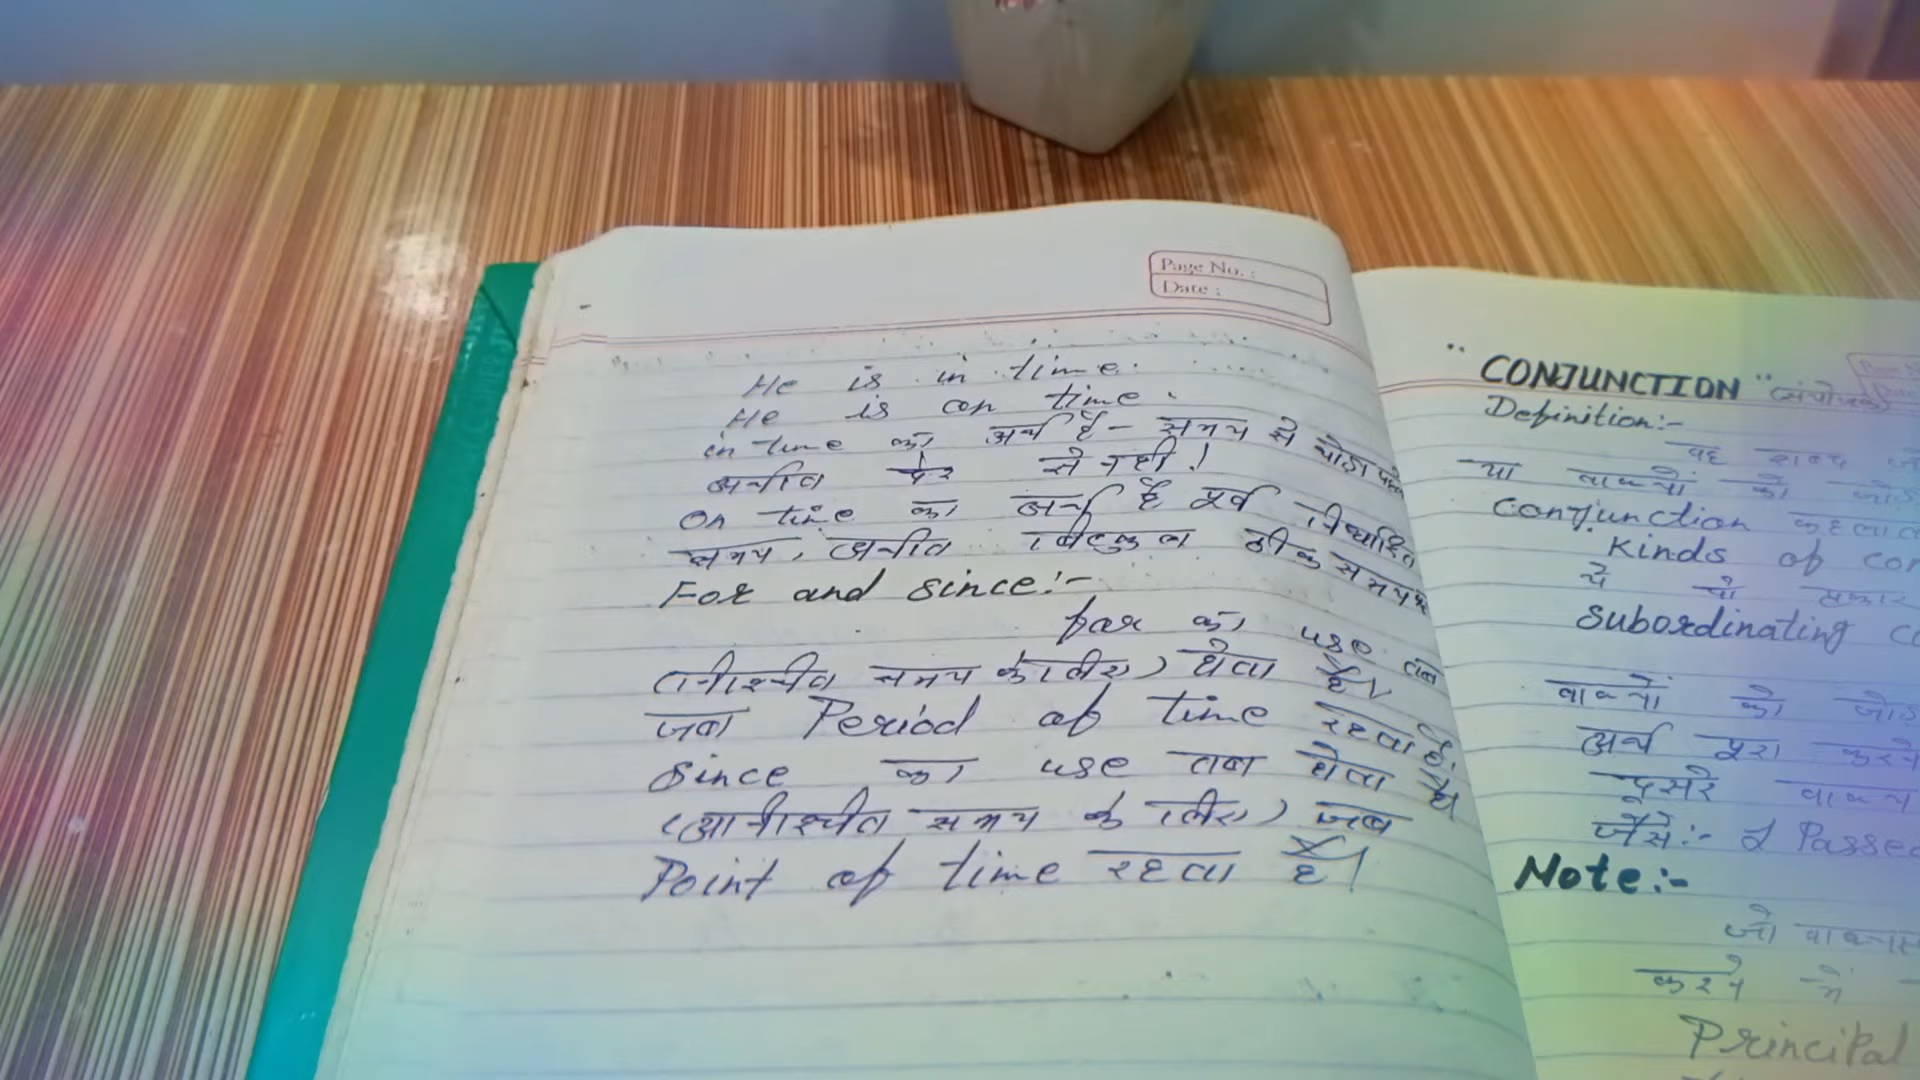 Page No. :
Date :
He is in time.
He is on time.
in time का अर्थ है - समय से थोड़ा पहले
अर्थात देर से नहीं।
On time का अर्थ है पूर्व निर्धारित
समय, अर्थात बिल्कुल ठीक समय पर
For and since:-
for का use तब
(निश्चित समय के लिए) होता है।
जब Period of time रहता है।
Since का use तब होता है
(अनिश्चित समय के लिए) जब
Point of time रहता है।
"CONJUNCTION" (संयोजक)
Definition:-
वह शब्द जो
या वाक्यों को जोड़
Conjunction कहलाता
Kinds of con
ये दो प्रकार
Subordinating co
वाक्यों को जोड़
अर्थ पूरा करने
दूसरे वाक्य
जैसे:- I Passed
Note:-
जो वाक्यांश
करने में
Principal